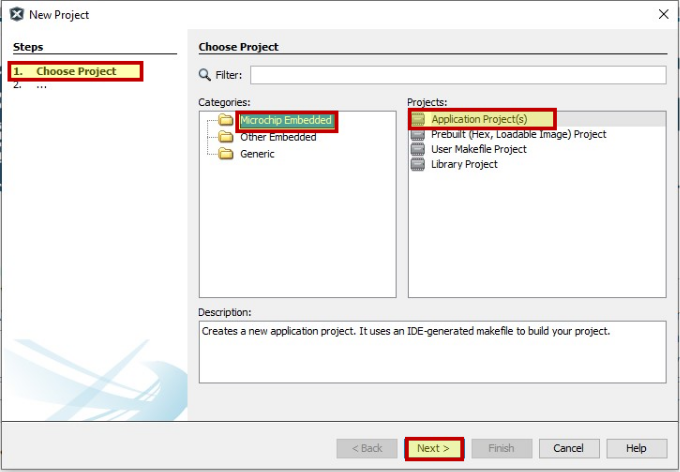 New Project
Steps
1. Choose Project
2. ...
Choose Project
Filter:
Categories:
Microchip Embedded
Other Embedded
Generic
Projects:
Application Project(s)
Prebuilt (Hex, Loadable Image) Project
User Makefile Project
Library Project
Description:
Creates a new application project. It uses an IDE-generated makefile to build your project.
< Back
Next >
Finish
Cancel
Help